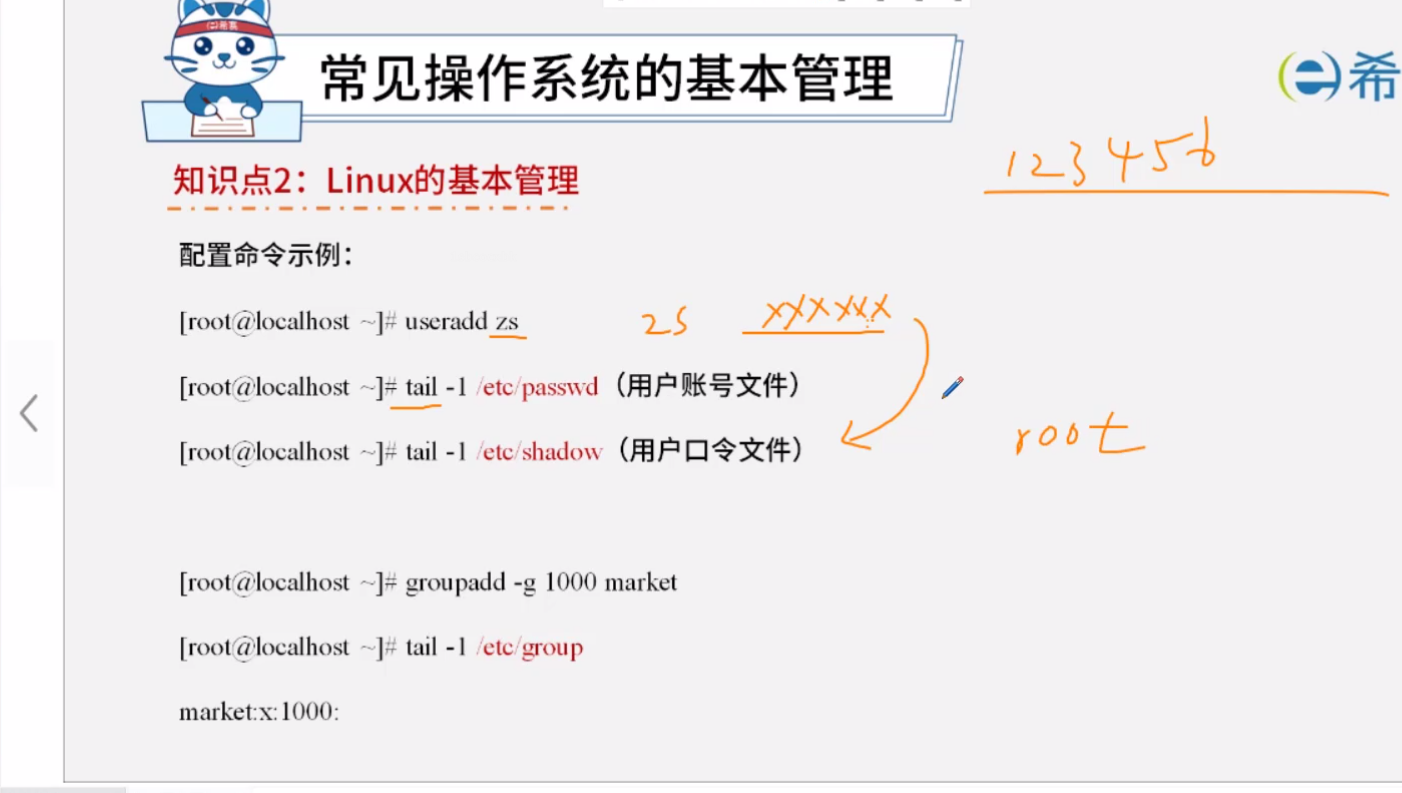 常见操作系统的基本管理
希
123456
知识点2：Linux的基本管理
配置命令示例：
[root@localhost ~]# useradd zs
zs xxxxxx
[root@localhost ~]# tail -1 /etc/passwd（用户账号文件）
[root@localhost ~]# tail -1 /etc/shadow（用户口令文件）
root
[root@localhost ~]# groupadd -g 1000 market
[root@localhost ~]# tail -1 /etc/group
market:x:1000: